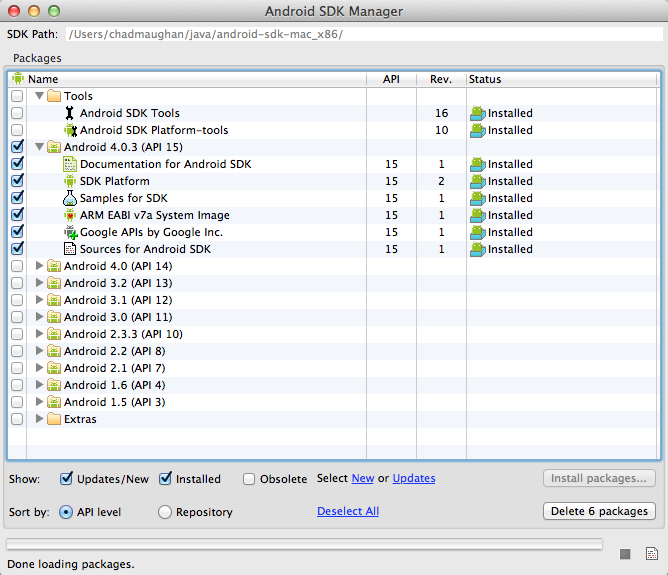 Android SDK Manager
SDK Path: /Users/chadmaughan/java/android-sdk-mac_x86/
Packages
Name API Rev. Status
Tools
Android SDK Tools 16 Installed
Android SDK Platform-tools 10 Installed
Android 4.0.3 (API 15)
Documentation for Android SDK 15 1 Installed
SDK Platform 15 2 Installed
Samples for SDK 15 1 Installed
ARM EABI v7a System Image 15 1 Installed
Google APIs by Google Inc. 15 1 Installed
Sources for Android SDK 15 1 Installed
Android 4.0 (API 14)
Android 3.2 (API 13)
Android 3.1 (API 12)
Android 3.0 (API 11)
Android 2.3.3 (API 10)
Android 2.2 (API 8)
Android 2.1 (API 7)
Android 1.6 (API 4)
Android 1.5 (API 3)
Extras
Show: Updates/New Installed Obsolete Select New or Updates Install packages...
Sort by: API level Repository Deselect All Delete 6 packages
Done loading packages.